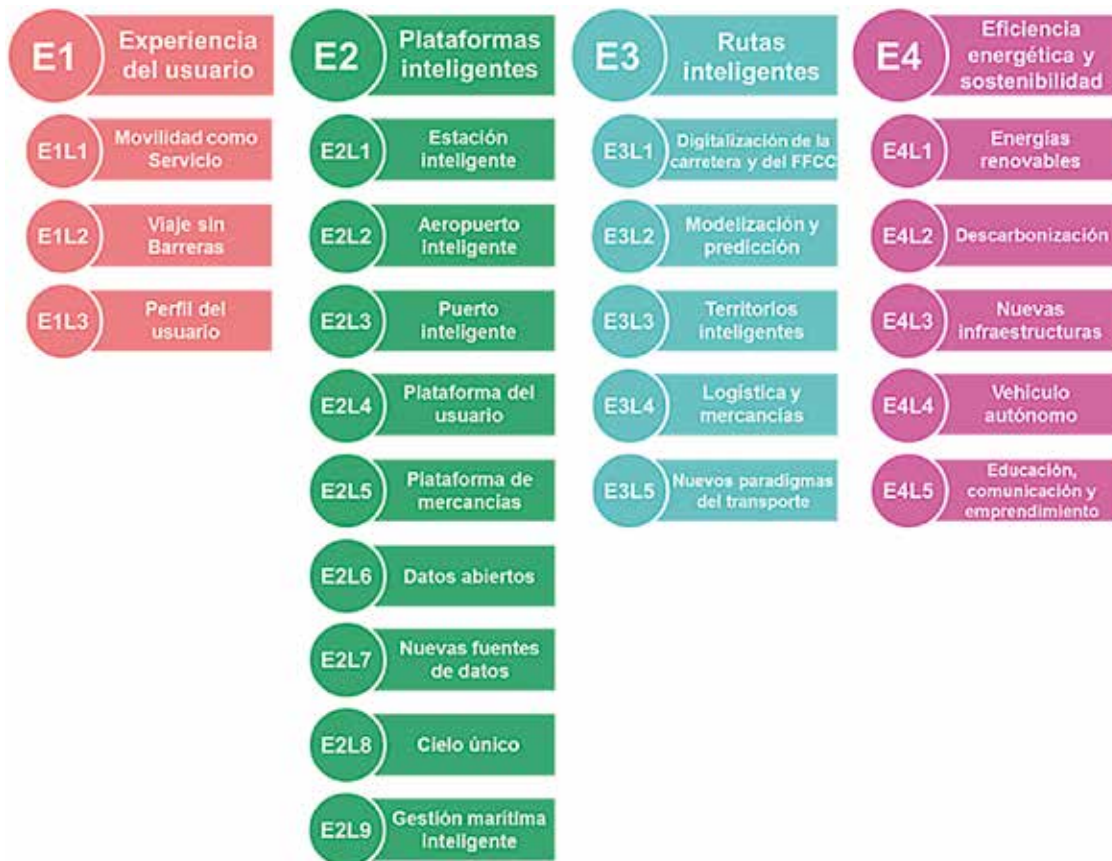 E1
Experiencia
del usuario
E1L1
Movilidad como
Servicio
E1L2
Viaje sin
Barreras
E1L3
Perfil del
usuario
E2
Plataformas
inteligentes
E2L1
Estación
inteligente
E2L2
Aeropuerto
inteligente
E2L3
Puerto
inteligente
E2L4
Plataforma del
usuario
E2L5
Plataforma de
mercancías
E2L6
Datos abiertos
E2L7
Nuevas fuentes
de datos
E2L8
Cielo único
E2L9
Gestión marítima
inteligente
E3
Rutas
inteligentes
E3L1
Digitalización de la
carretera y del FFCC
E3L2
Modelización y
predicción
E3L3
Territorios
inteligentes
E3L4
Logística y
mercancías
E3L5
Nuevos paradigmas
del transporte
E4
Eficiencia
energética y
sostenibilidad
E4L1
Energías
renovables
E4L2
Descarbonización
E4L3
Nuevas
infraestructuras
E4L4
Vehículo
autónomo
E4L5
Educación,
comunicación y
emprendimiento